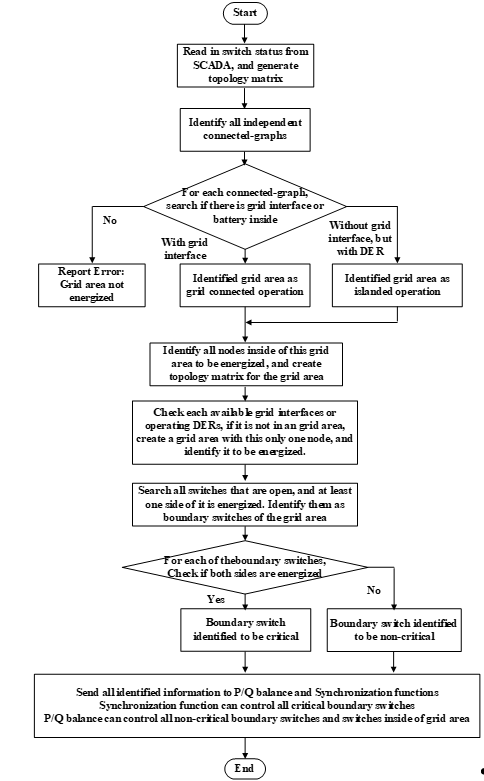 Start
Read in switch status from
SCADA, and generate
topology matrix
Identify all independent
connected-graphs
For each connected-graph,
search if there is grid interface or
battery inside
No
With grid
interface
Without grid
interface, but
with DER
Report Error:
Grid area not
energized
Identified grid area as
grid connected operation
Identified grid area as
islanded operation
Identify all nodes inside of this grid
area to be energized, and create
topology matrix for the grid area
Check each available grid interfaces or
operating DERs, if it is not in an grid area,
create a grid area with this only one node, and
identify it to be energized.
Search all switches that are open, and at least
one side of it is energized. Identify them as
boundary switches of the grid area
For each of theboundary switches,
Check if both sides are energized
Yes
No
Boundary switch
identified to be critical
Boundary switch identified
to be non-critical
Send all identified information to P/Q balance and Synchronization functions
Synchronization function can control all critical boundary switches
P/Q balance can control all non-critical boundary switches and switches inside of grid area
End